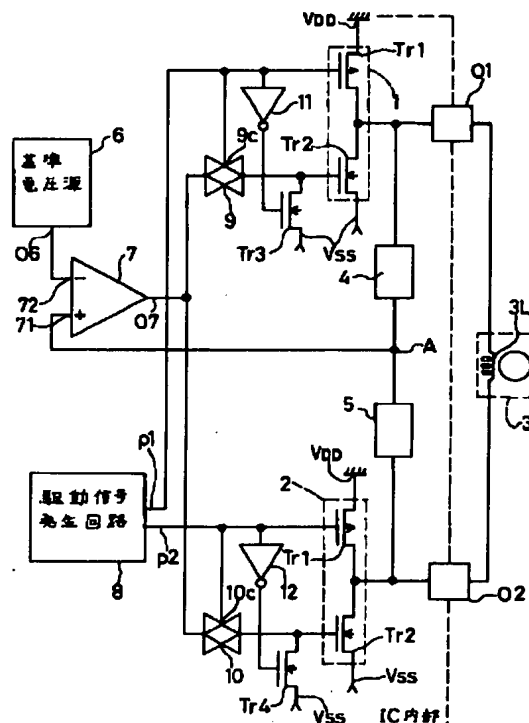 VDD
Tr1
1
O1
11
6
基準
電圧源
O6
9c
9
Tr2
Tr3
Vss
7
72
-
71
+
O7
4
3L
A
3
5
p1
VDD
2
駆動信号
発生回路
p2
8
Tr1
10c
12
O2
10
Tr2
Tr4
Vss
Vss
IC内部